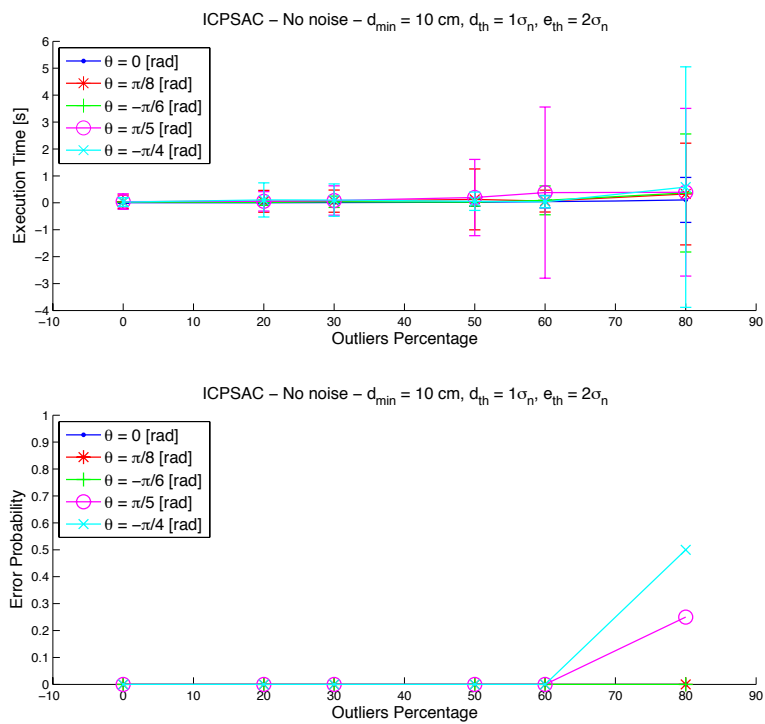 ICPSAC − No noise − d_min = 10 cm, d_th = 1σ_n, e_th = 2σ_n
6
5
4
3
2
1
0
−1
−2
−3
−4
Execution Time [s]
θ = 0 [rad]
θ = π/8 [rad]
θ = −π/6 [rad]
θ = π/5 [rad]
θ = −π/4 [rad]
−10 0 10 20 30 40 50 60 70 80 90
Outliers Percentage
ICPSAC − No noise − d_min = 10 cm, d_th = 1σ_n, e_th = 2σ_n
1
0.9
0.8
0.7
0.6
0.5
0.4
0.3
0.2
0.1
0
Error Probability
θ = 0 [rad]
θ = π/8 [rad]
θ = −π/6 [rad]
θ = π/5 [rad]
θ = −π/4 [rad]
−10 0 10 20 30 40 50 60 70 80 90
Outliers Percentage